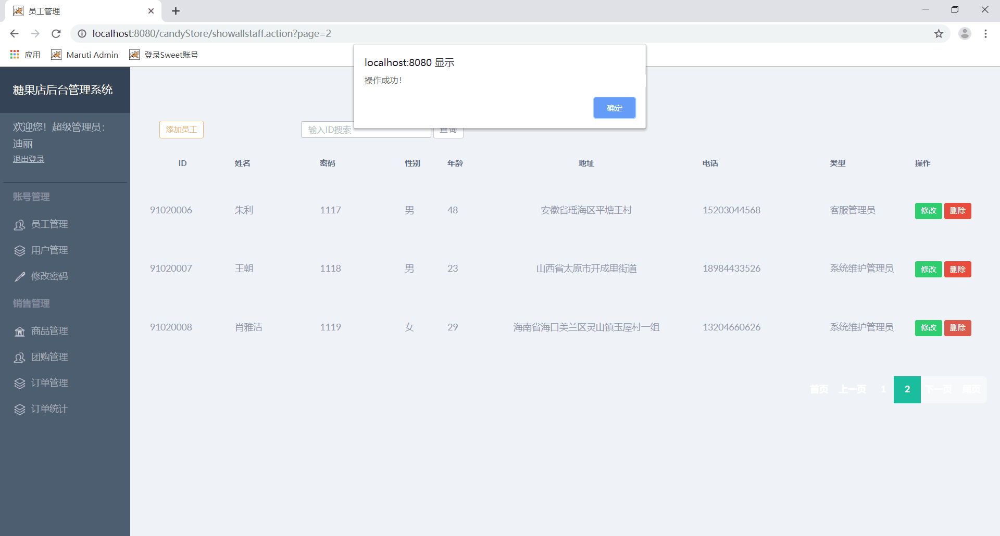 员工管理
localhost:8080/candyStore/showallstaff.action?page=2
应用 Maruti Admin 登录Sweet账号
localhost:8080 显示
操作成功!
确定
糖果店后台管理系统
欢迎您! 超级管理员:
迪丽
退出登录
账号管理
员工管理
用户管理
修改密码
销售管理
商品管理
团购管理
订单管理
订单统计
添加员工 输入ID搜索 查询
ID 姓名 密码 性别 年龄 地址 电话 类型 操作
91020006 朱利 1117 男 48 安徽省瑶海区平塘王村 15203044568 客服管理员 修改 删除
91020007 王朝 1118 男 23 山西省太原市开成里街道 18984433526 系统维护管理员 修改 删除
91020008 肖雅洁 1119 女 29 海南省海口美兰区灵山镇玉屋村一组 13204660626 系统维护管理员 修改 删除
首页 上一页 1 2 下一页 尾页